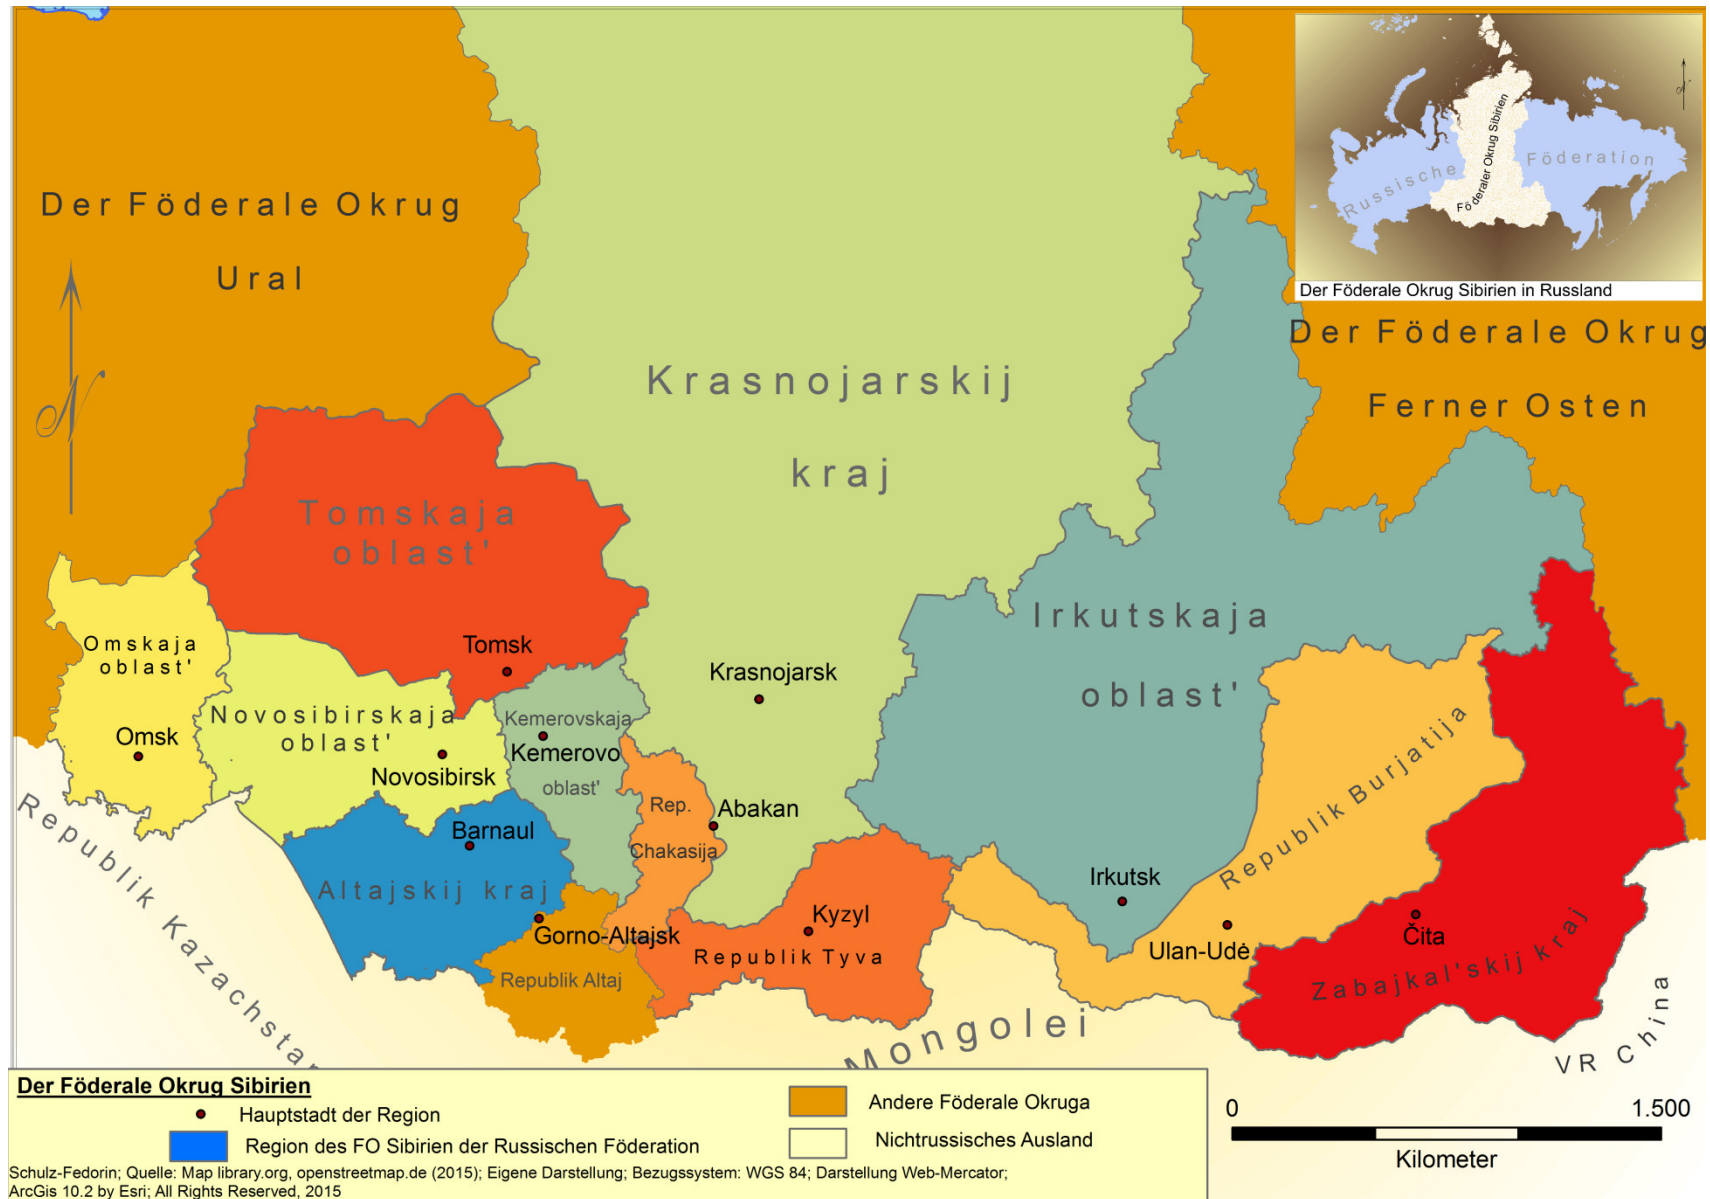 Der Föderale Okrug
Ural
N
Krasnojarskij
kraj
Russische
Föderaler Okrug Sibirien
Föderation
N
Der Föderale Okrug Sibirien in Russland
Der Föderale Okrug
Ferner Osten
Tomskaja
oblast'
Tomsk
Omskaja
oblast'
Omsk
Novosibirskaja
oblast'
Novosibirsk
Kemerovskaja
Kemerovo
oblast'
Krasnojarsk
Irkutskaja
oblast'
Irkutsk
Rep.
Chakasija
Abakan
Barnaul
Altajskij kraj
Gorno-Altajsk
Republik Altaj
Kyzyl
Republik Tyva
Republik Burjatija
Ulan-Udė
Čita
Zabajkal'skij kraj
Republik Kazachstan
Mongolei
VR China
Der Föderale Okrug Sibirien
Hauptstadt der Region
Region des FO Sibirien der Russischen Föderation
Andere Föderale Okruga
Nichtrussisches Ausland
Schulz-Fedorin; Quelle: Map library.org, openstreetmap.de (2015); Eigene Darstellung; Bezugssystem: WGS 84; Darstellung Web-Mercator;
ArcGis 10.2 by Esri; All Rights Reserved, 2015
0 1.500
Kilometer